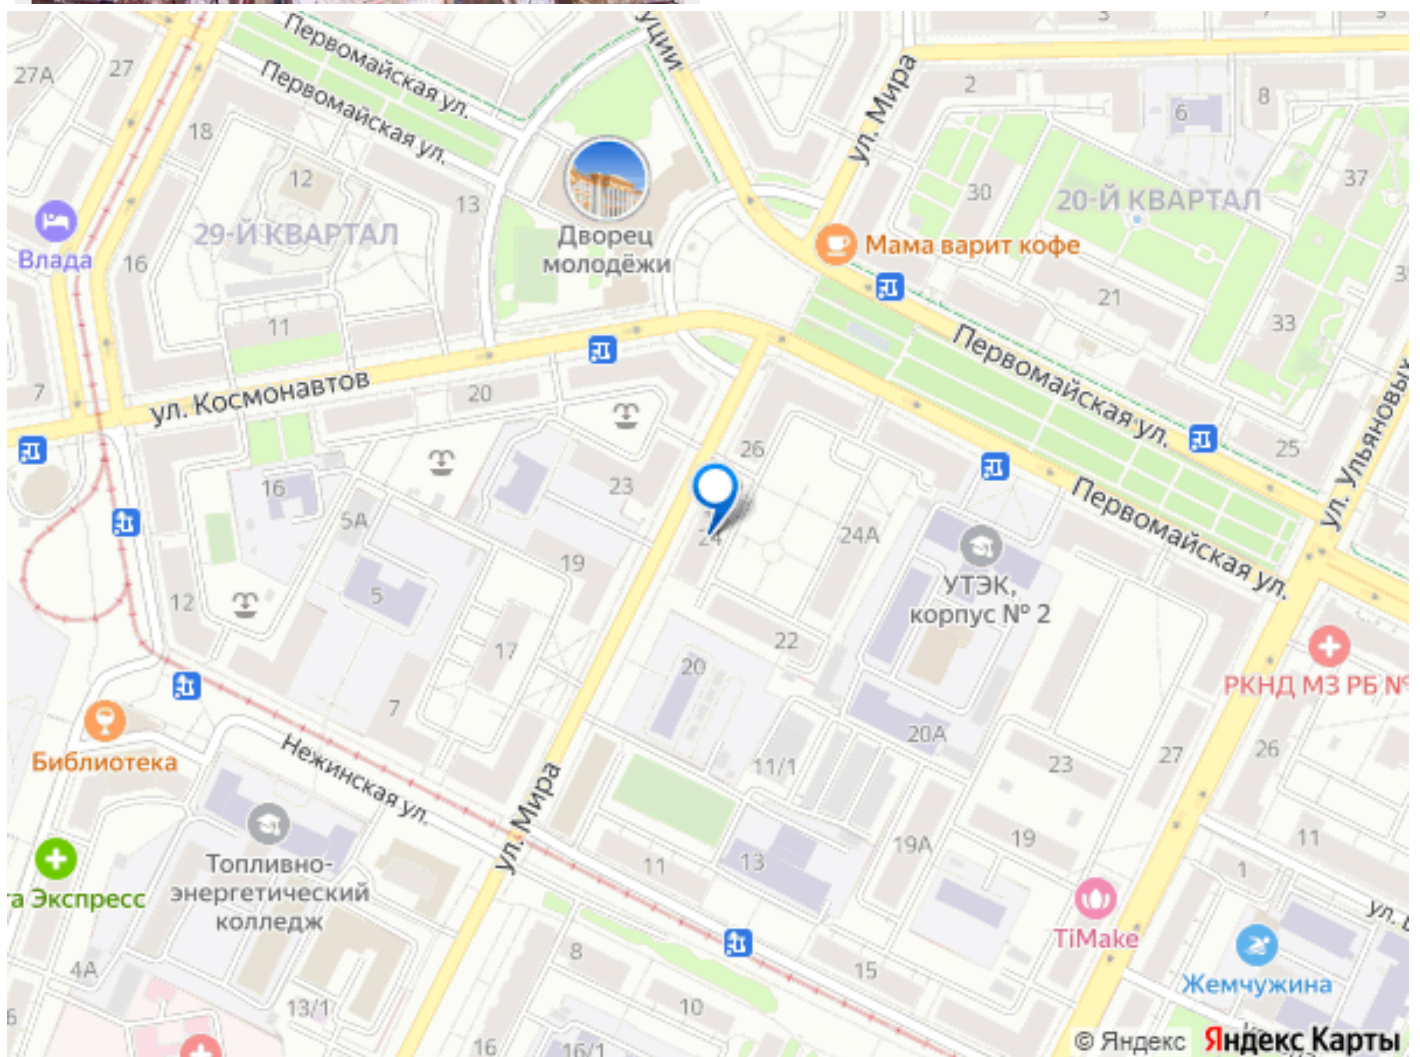 Первомайская ул.
Первомайская ул.
ции
ул. Мира
3
27А
27
18
2
8
6
12
13
37
30
29-Й КВАРТАЛ
20-Й КВАРТАЛ
Влада
16
Дворец
молодёжи
Мама варит кофе
21
33
11
7
20
ул. Космонавтов
Первомайская ул.
ул. Ульяновых
26
25
16
23
5А
24
24А
Первомайская ул.
19
УТЭК,
корпус № 2
5
12
17
22
20
7
РКНД МЗ РБ №
Библиотека
Нежинская ул.
20А
27
26
11/1
23
ул. Мира
19А
19
11
13
11
1
Топливно-
энергетический
колледж
та Экспресс
TiMake
8
15
4А
Жемчужина
13/1
10
16
16/1
© Яндекс Яндекс Карты